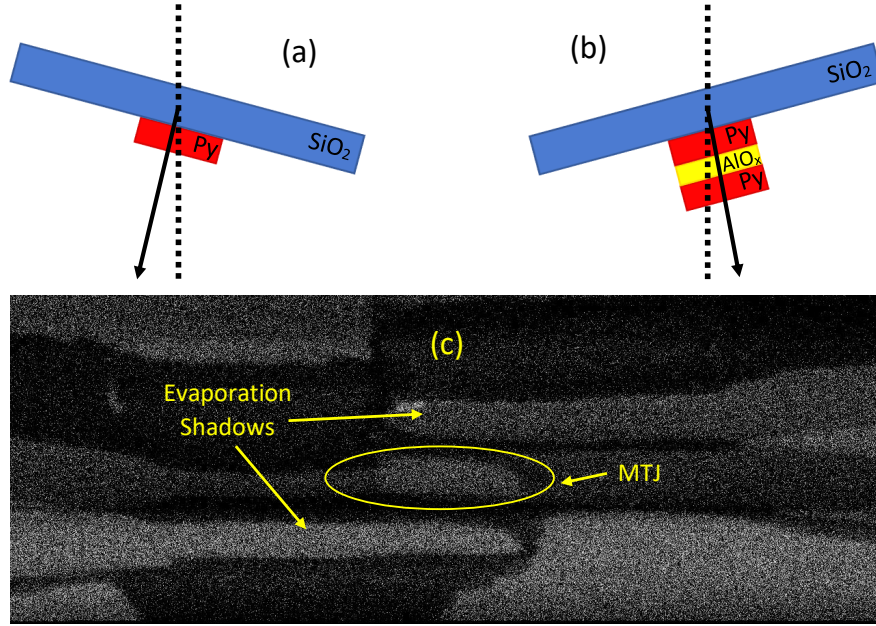 (a)
(b)
SiO₂
Py
SiO₂
Py
AlOₓ
Py
(c)
Evaporation
Shadows
MTJ